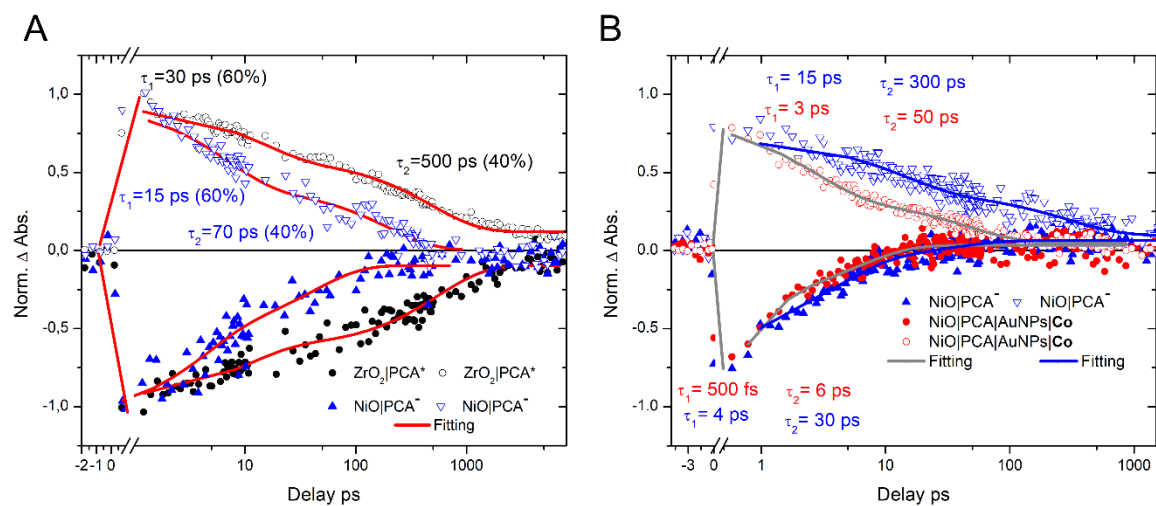 A
τ1=30 ps (60%)
τ2=500 ps (40%)
τ1=15 ps (60%)
τ2=70 ps (40%)
1,0
0,5
0,0
-0,5
-1,0
Norm. Δ Abs.
ZrO2|PCA* ZrO2|PCA*
NiO|PCA- NiO|PCA-
Fitting
-2 -1 0 10 100 1000
Delay ps
B
τ1= 15 ps τ2= 300 ps
τ1= 3 ps τ2= 50 ps
1,0
0,5
0,0
-0,5
-1,0
Norm. Δ Abs.
NiO|PCA- NiO|PCA-
NiO|PCA|AuNPs|Co
NiO|PCA|AuNPs|Co
Fitting Fitting
τ1= 500 fs τ2= 6 ps
τ1= 4 ps τ2= 30 ps
-3 0 1 10 100 1000
Delay ps